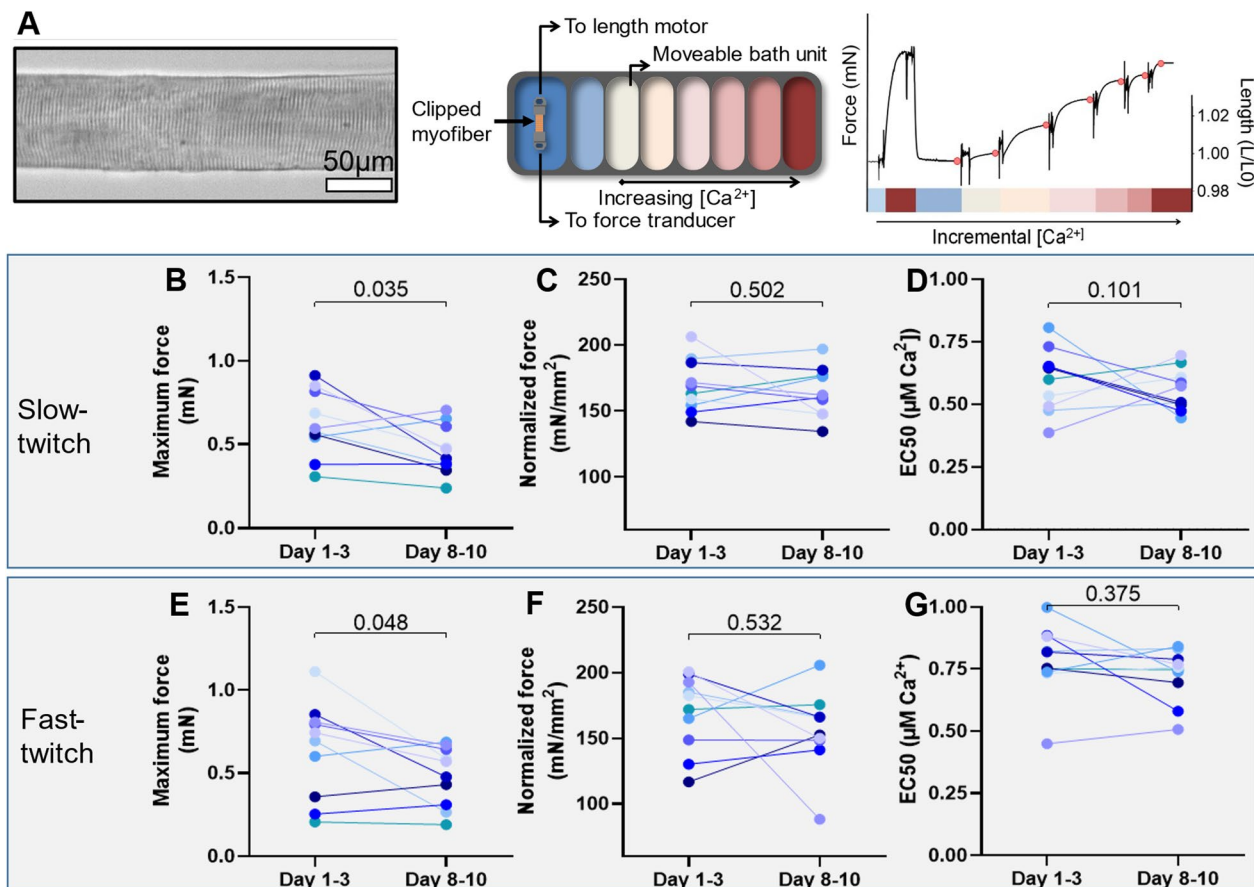 A
50μm
To length motor
Moveable bath unit
Clipped
myofiber
Increasing [Ca²⁺]
To force tranducer
Force (mN)
Length (L/L0)
1.02
1.00
0.98
Incremental [Ca²⁺]
Slow-
twitch
B
Maximum force
(mN)
1.5
1.0
0.5
0.0
0.035
Day 1-3
Day 8-10
C
Normalized force
(mN/mm²)
250
200
150
100
0.502
Day 1-3
Day 8-10
D
EC50 (μM Ca²])
1.00
0.75
0.50
0.25
0.00
0.101
Day 1-3
Day 8-10
Fast-
twitch
E
Maximum force
(mN)
1.5
1.0
0.5
0.0
0.048
Day 1-3
Day 8-10
F
Normalized force
(mN/mm²)
250
200
150
100
0.532
Day 1-3
Day 8-10
G
EC50 (μM Ca²⁺)
1.00
0.75
0.50
0.25
0.00
0.375
Day 1-3
Day 8-10